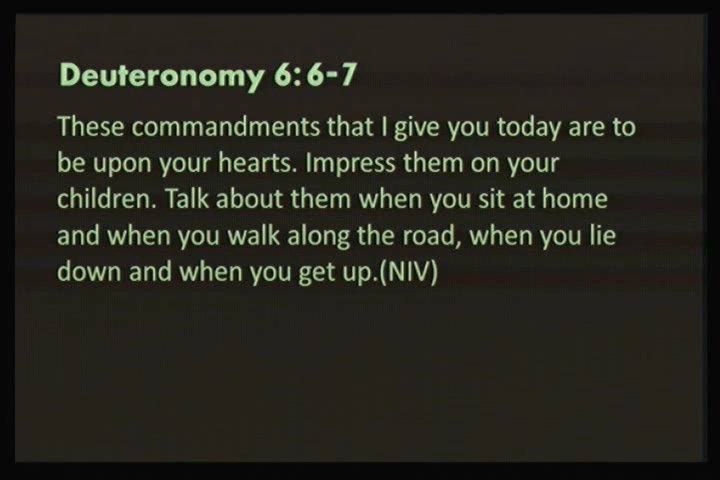 Deuteronomy 6:6-7
These commandments that I give you today are to
be upon your hearts. Impress them on your
children. Talk about them when you sit at home
and when you walk along the road, when you lie
down and when you get up.(NIV)